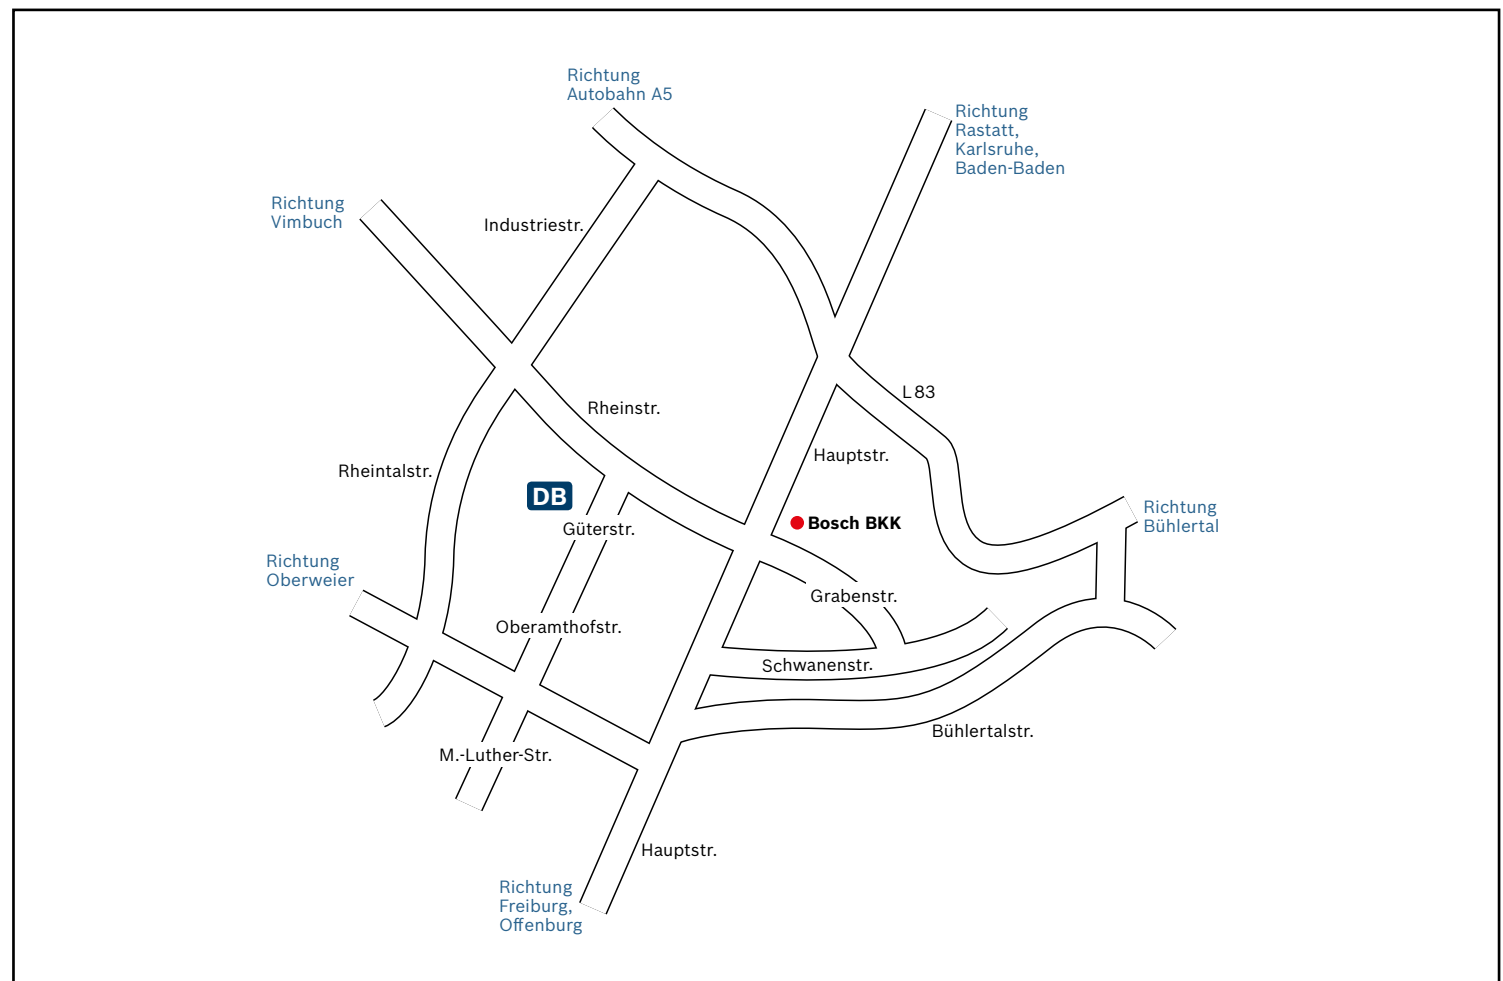 Richtung
Autobahn A5
Richtung
Rastatt,
Karlsruhe,
Baden-Baden
Richtung
Vimbuch
Industriestr.
L 83
Rheinstr.
Hauptstr.
Rheintalstr.
DB
Güterstr.
Bosch BKK
Richtung
Bühlertal
Richtung
Oberweier
Grabenstr.
Oberamthofstr.
Schwanenstr.
Bühlertalstr.
M.-Luther-Str.
Hauptstr.
Richtung
Freiburg,
Offenburg